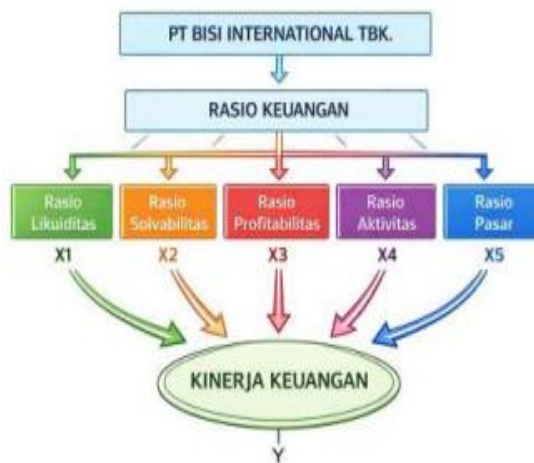 PT BISI INTERNATIONAL TBK.
RASIO KEUANGAN
Rasio
Likuiditas
Rasio
Solvabilitas
Rasio
Profitabilitas
Rasio
Aktivitas
Rasio
Pasar
X1
X2
X3
X4
X5
KINERJA KEUANGAN
Y